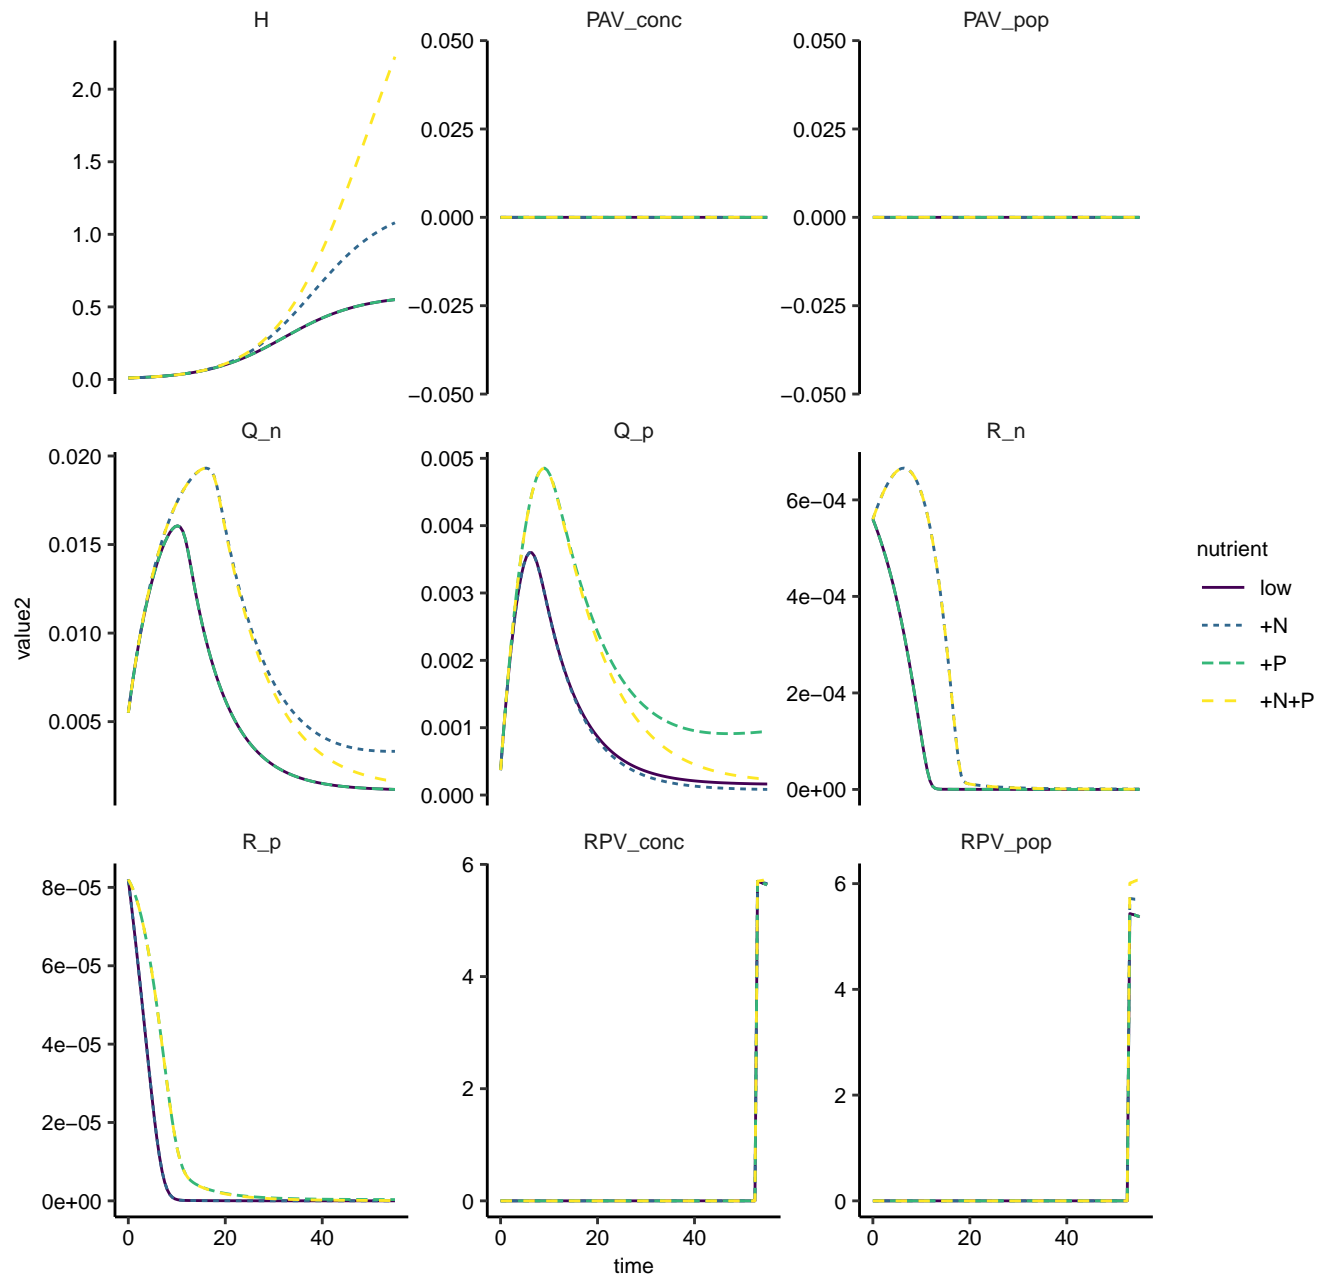 H
PAV_conc
PAV_pop
2.0
1.5
1.0
0.5
0.0
0.050
0.025
0.000
−0.025
−0.050
0.050
0.025
0.000
−0.025
−0.050
Q_n
Q_p
R_n
0.020
0.015
0.010
0.005
0.005
0.004
0.003
0.002
0.001
0.000
6e−04
4e−04
2e−04
0e+00
R_p
RPV_conc
RPV_pop
8e−05
6e−05
4e−05
2e−05
0e+00
6
4
2
0
6
4
2
0
0 20 40
0 20 40
0 20 40
time
value2
nutrient
low
+N
+P
+N+P